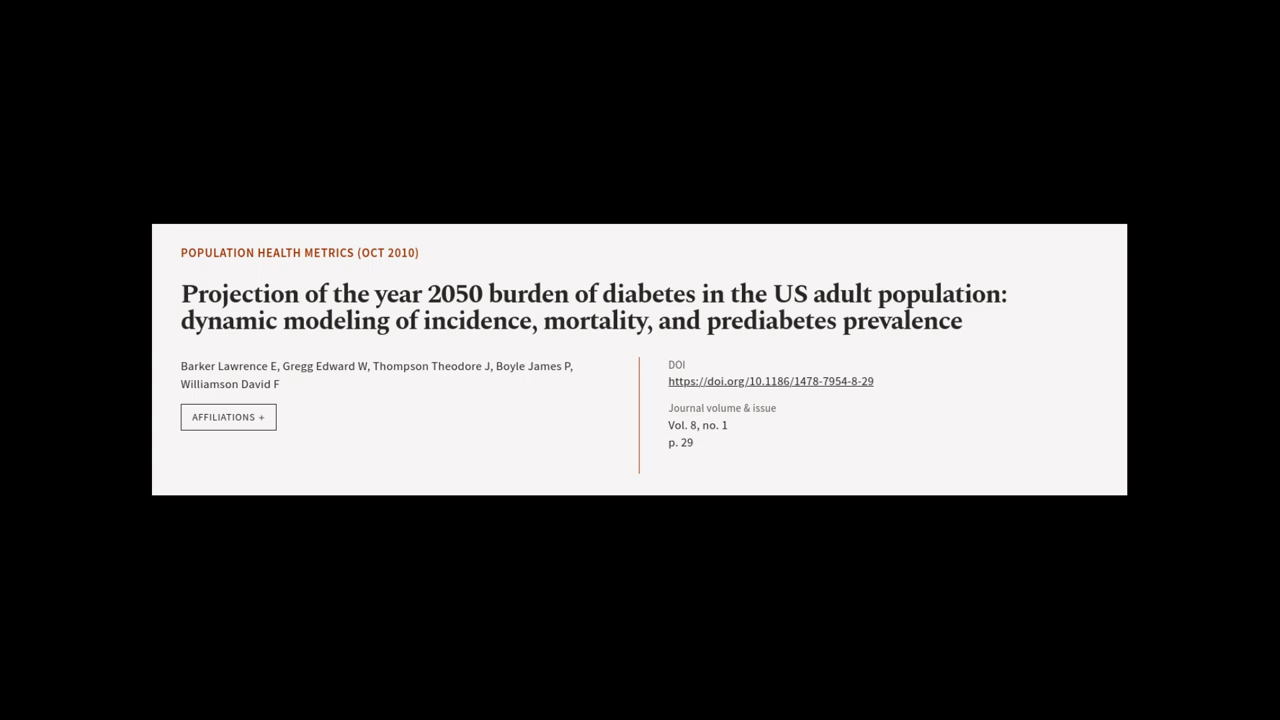 POPULATION HEALTH METRICS (OCT 2010)
Projection of the year 2050 burden of diabetes in the US adult population:
dynamic modeling of incidence, mortality, and prediabetes prevalence
Barker Lawrence E, Gregg Edward W, Thompson Theodore J, Boyle James P,
Williamson David F
AFFILIATIONS +
DOI
https://doi.org/10.1186/1478-7954-8-29
Journal volume & issue
Vol. 8, no. 1
p. 29